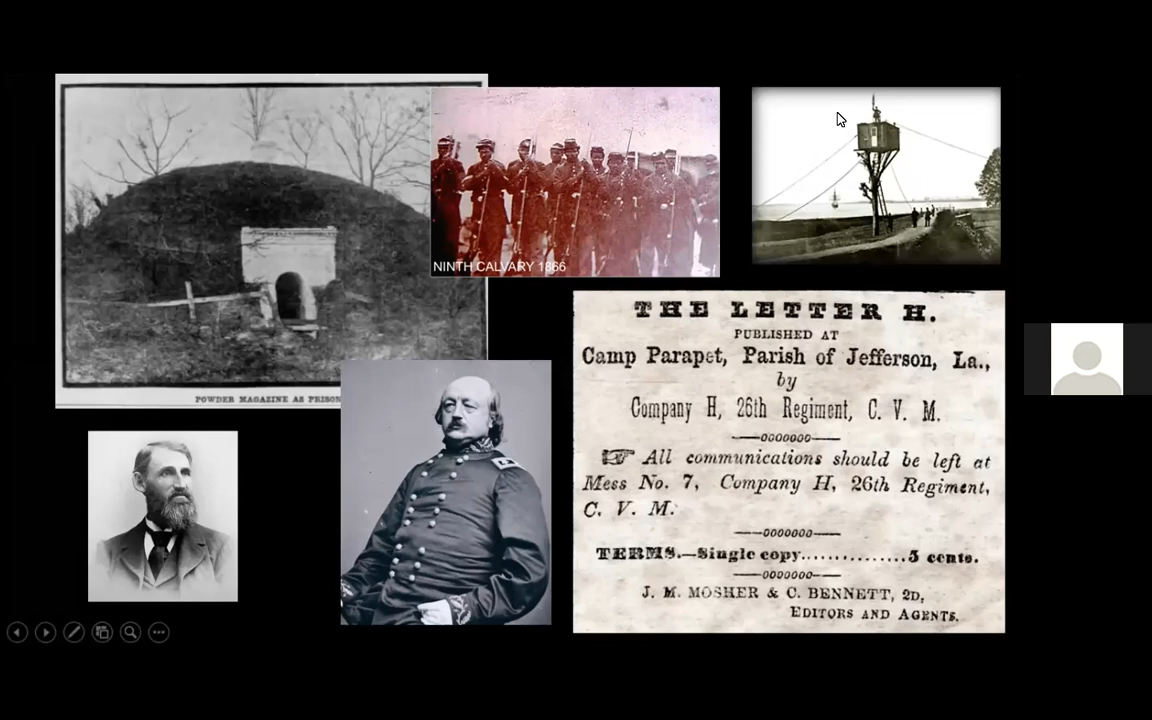 POWDER MAGAZINE AS PRISON
NINTH CALVARY 1866
THE LETTER H.
PUBLISHED AT
Camp Parapet, Parish of Jefferson, La.,
by
Company H, 26th Regiment, C. V. M.
☞ All communications should be left at
Mess No. 7, Company H, 26th Regiment,
C. V. M.
TERMS.—Single copy..............5 cents.
J. M. MOSHER & C. BENNETT, 2D,
EDITORS AND AGENTS.